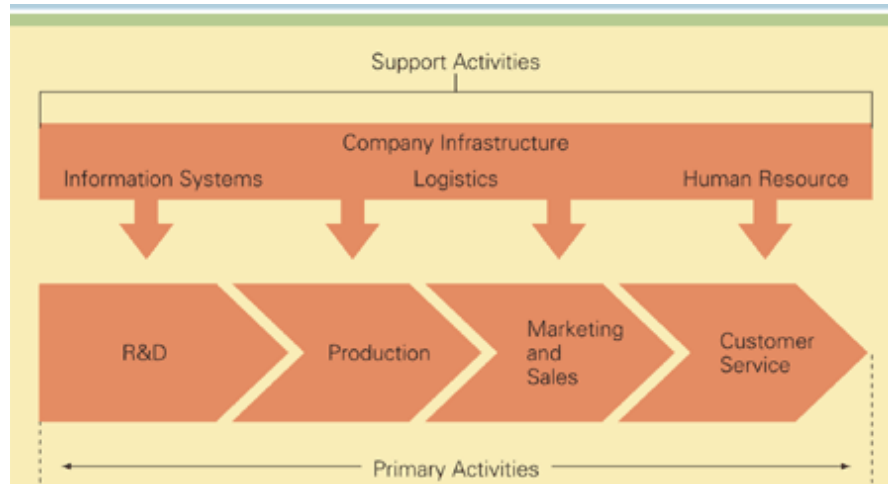 Support Activities
Company Infrastructure
Information Systems
Logistics
Human Resource
R&D
Production
Marketing
and
Sales
Customer
Service
Primary Activities